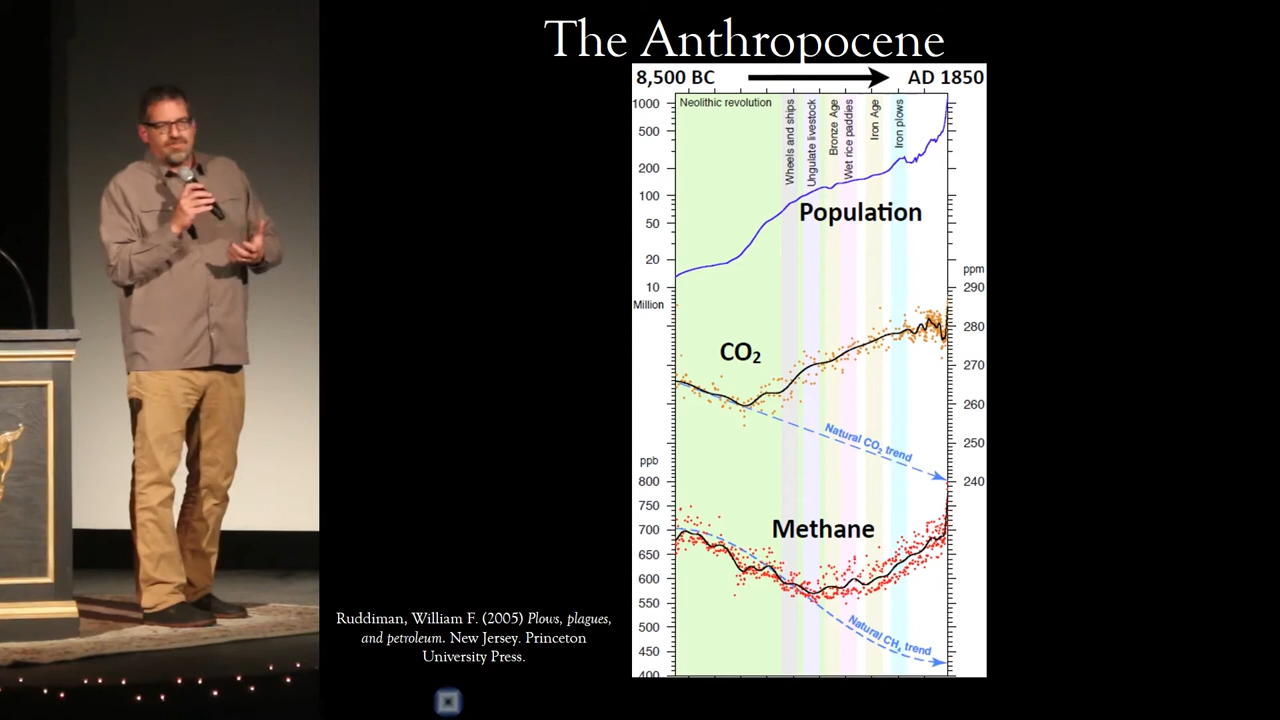 The Anthropocene
8,500 BC
AD 1850
Neolithic revolution
Wheels and ships
Ungulate livestock
Bronze Age
Wet rice paddies
Iron Age
Iron plows
1000
500
200
100
50
20
10
Million
Population
ppm
290
280
270
260
250
240
CO₂
Natural CO₂ trend
ppb
800
750
700
650
600
550
500
450
400
Methane
Natural CH₄ trend
Ruddiman, William F. (2005) Plows, plagues,
and petroleum. New Jersey. Princeton
University Press.